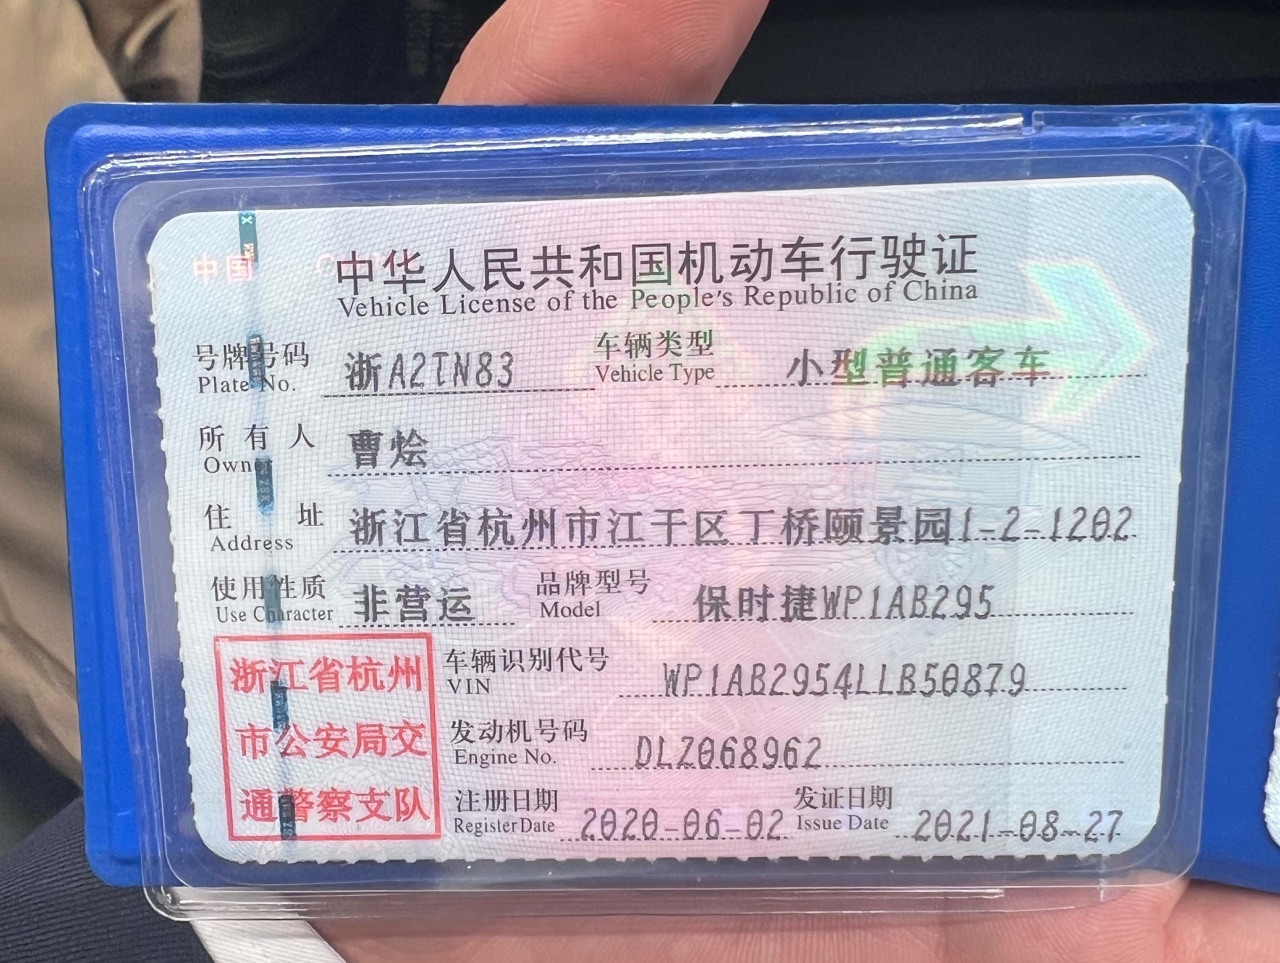 中国
中华人民共和国机动车行驶证
Vehicle License of the People's Republic of China
号牌号码 浙A2TN83 车辆类型 小型普通客车
Plate No. Vehicle Type
所有人 曹烩
Owner
住址 浙江省杭州市江干区丁桥颐景园1-2-1202
Address
使用性质 非营运 品牌型号 保时捷WP1AB295
Use Character Model
浙江省杭州
市公安局交
通警察支队
车辆识别代号 WP1AB2954LLB50879
VIN
发动机号码 DLZ068962
Engine No.
注册日期 2020-06-02 发证日期 2021-08-27
Register Date Issue Date